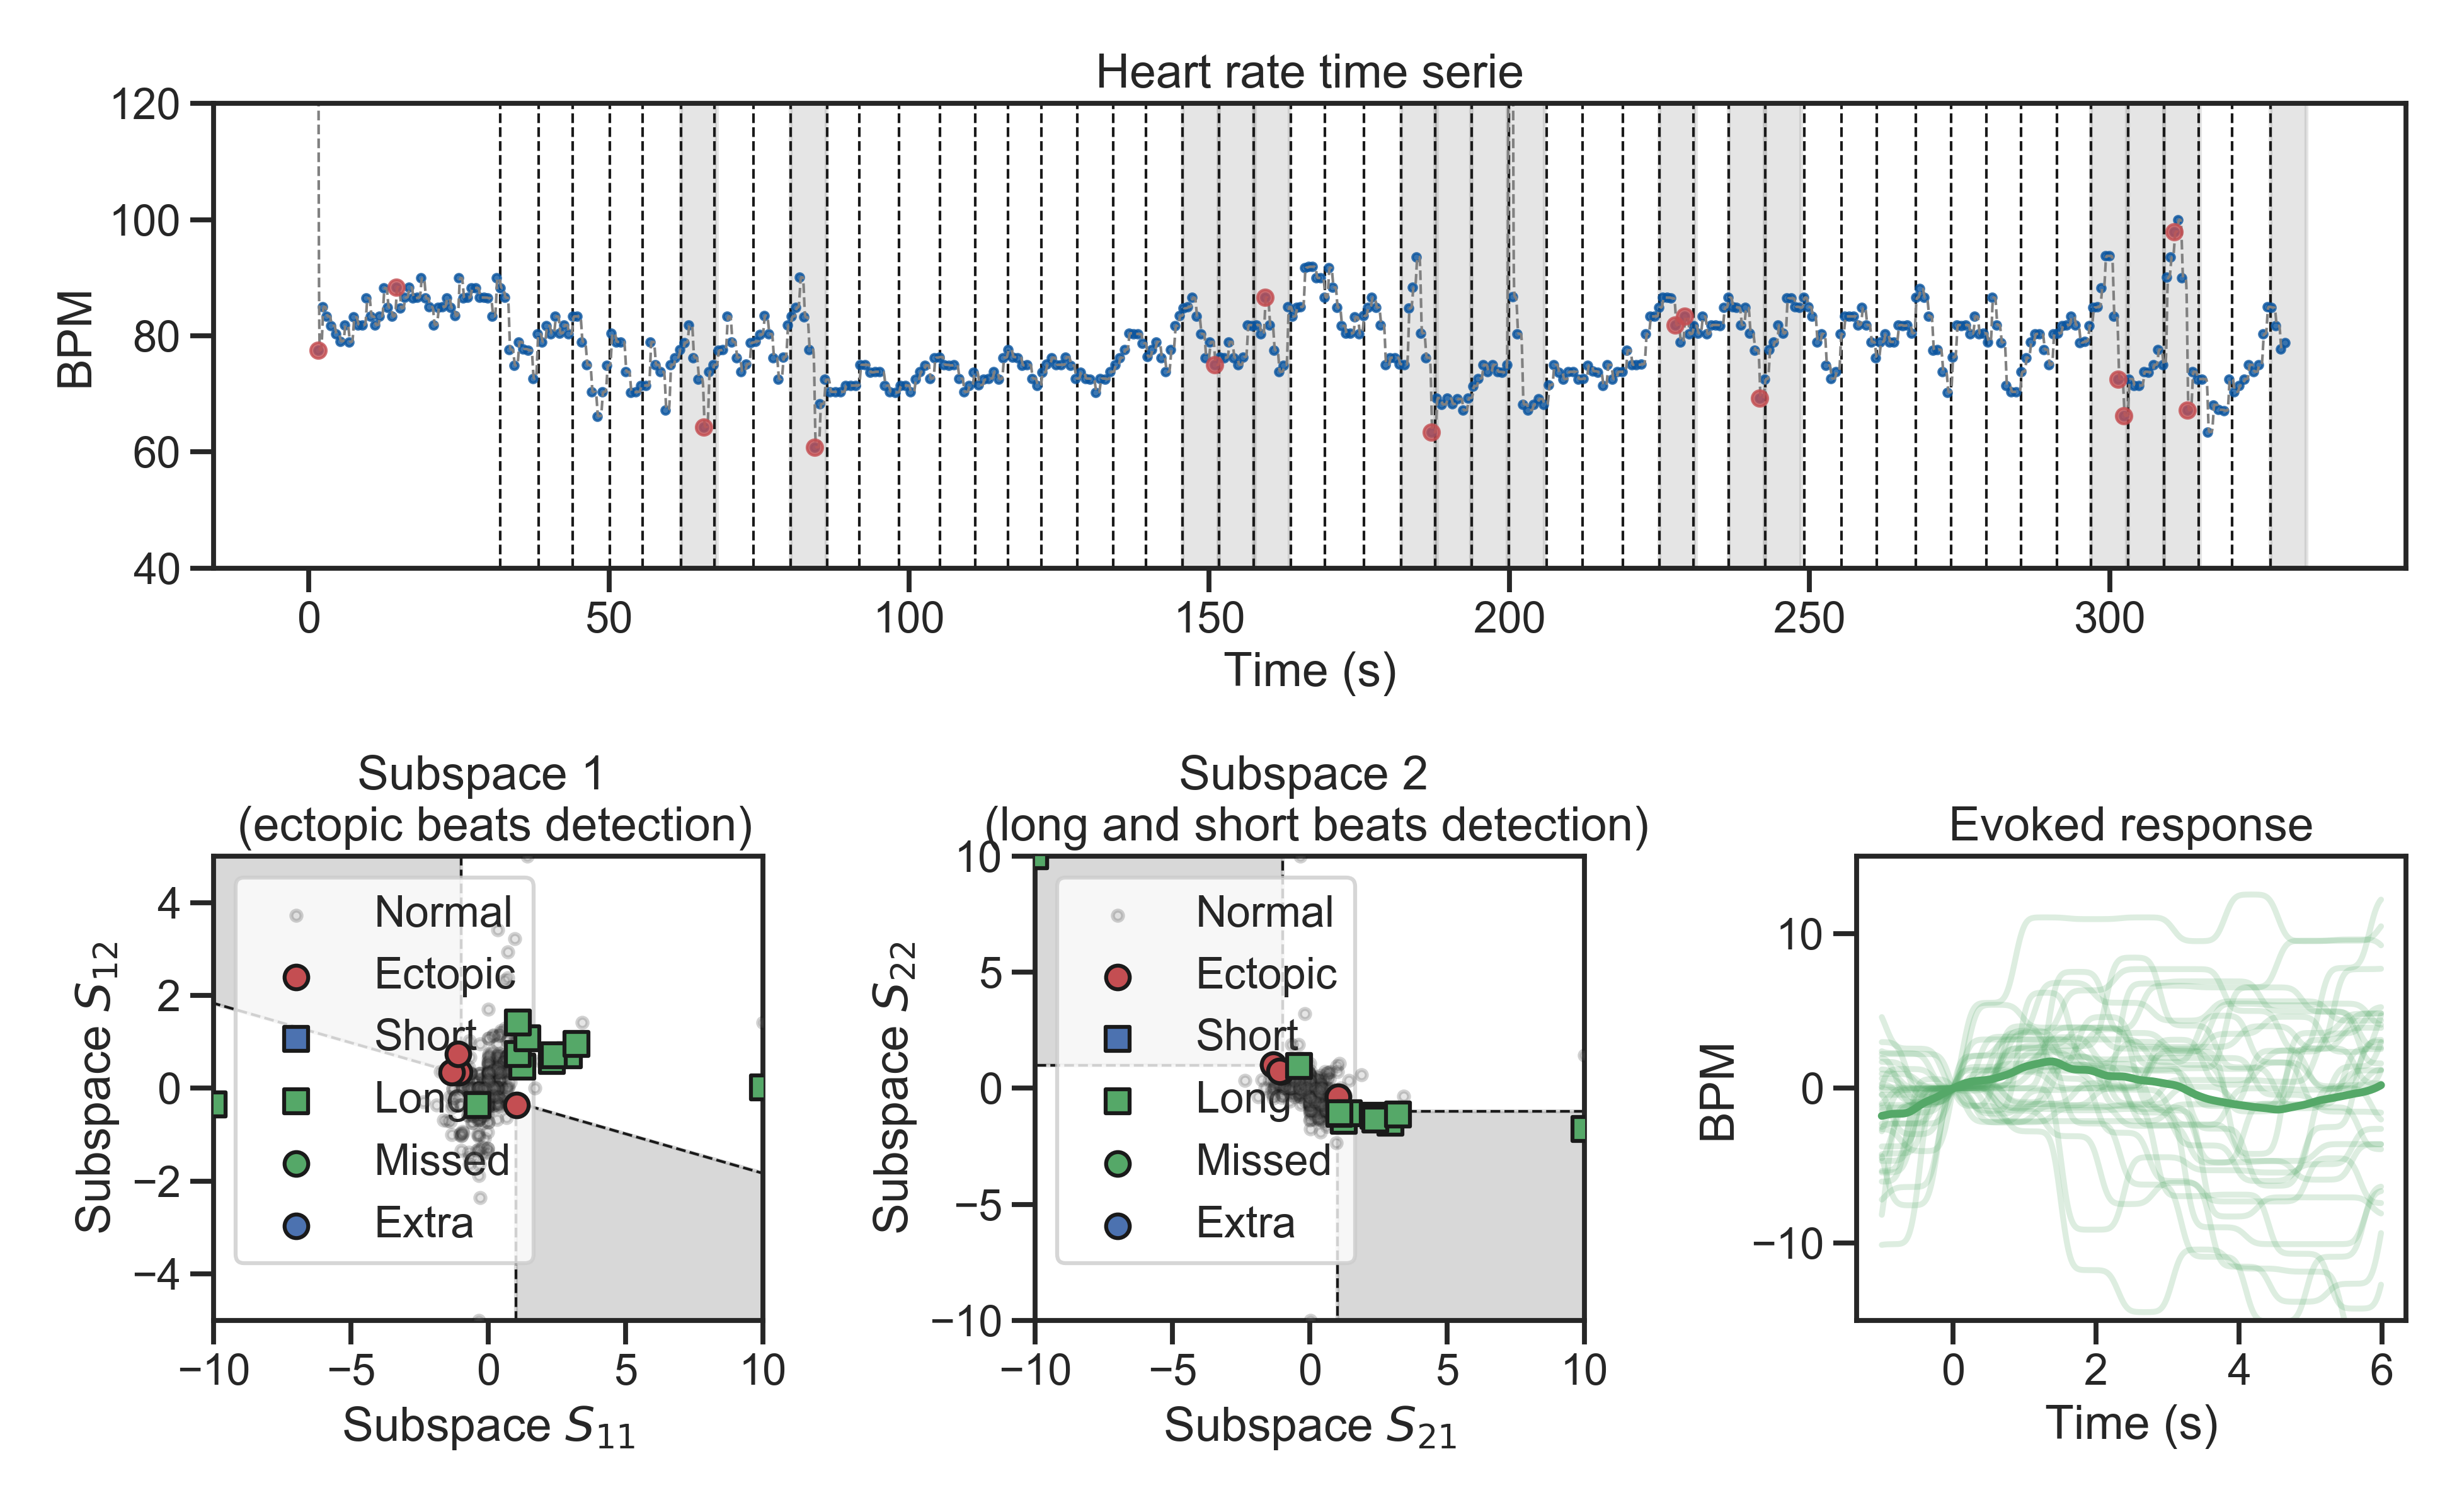 Heart rate time serie
120
100
80
60
40
BPM
0 50 100 150 200 250 300
Time (s)
Subspace 1
(ectopic beats detection)
4
2
0
−2
−4
Subspace S12
Normal
Ectopic
Short
Long
Missed
Extra
−10 −5 0 5 10
Subspace S11
Subspace 2
(long and short beats detection)
10
5
0
−5
−10
Subspace S22
Normal
Ectopic
Short
Long
Missed
Extra
−10 −5 0 5 10
Subspace S21
Evoked response
10
0
−10
BPM
0 2 4 6
Time (s)